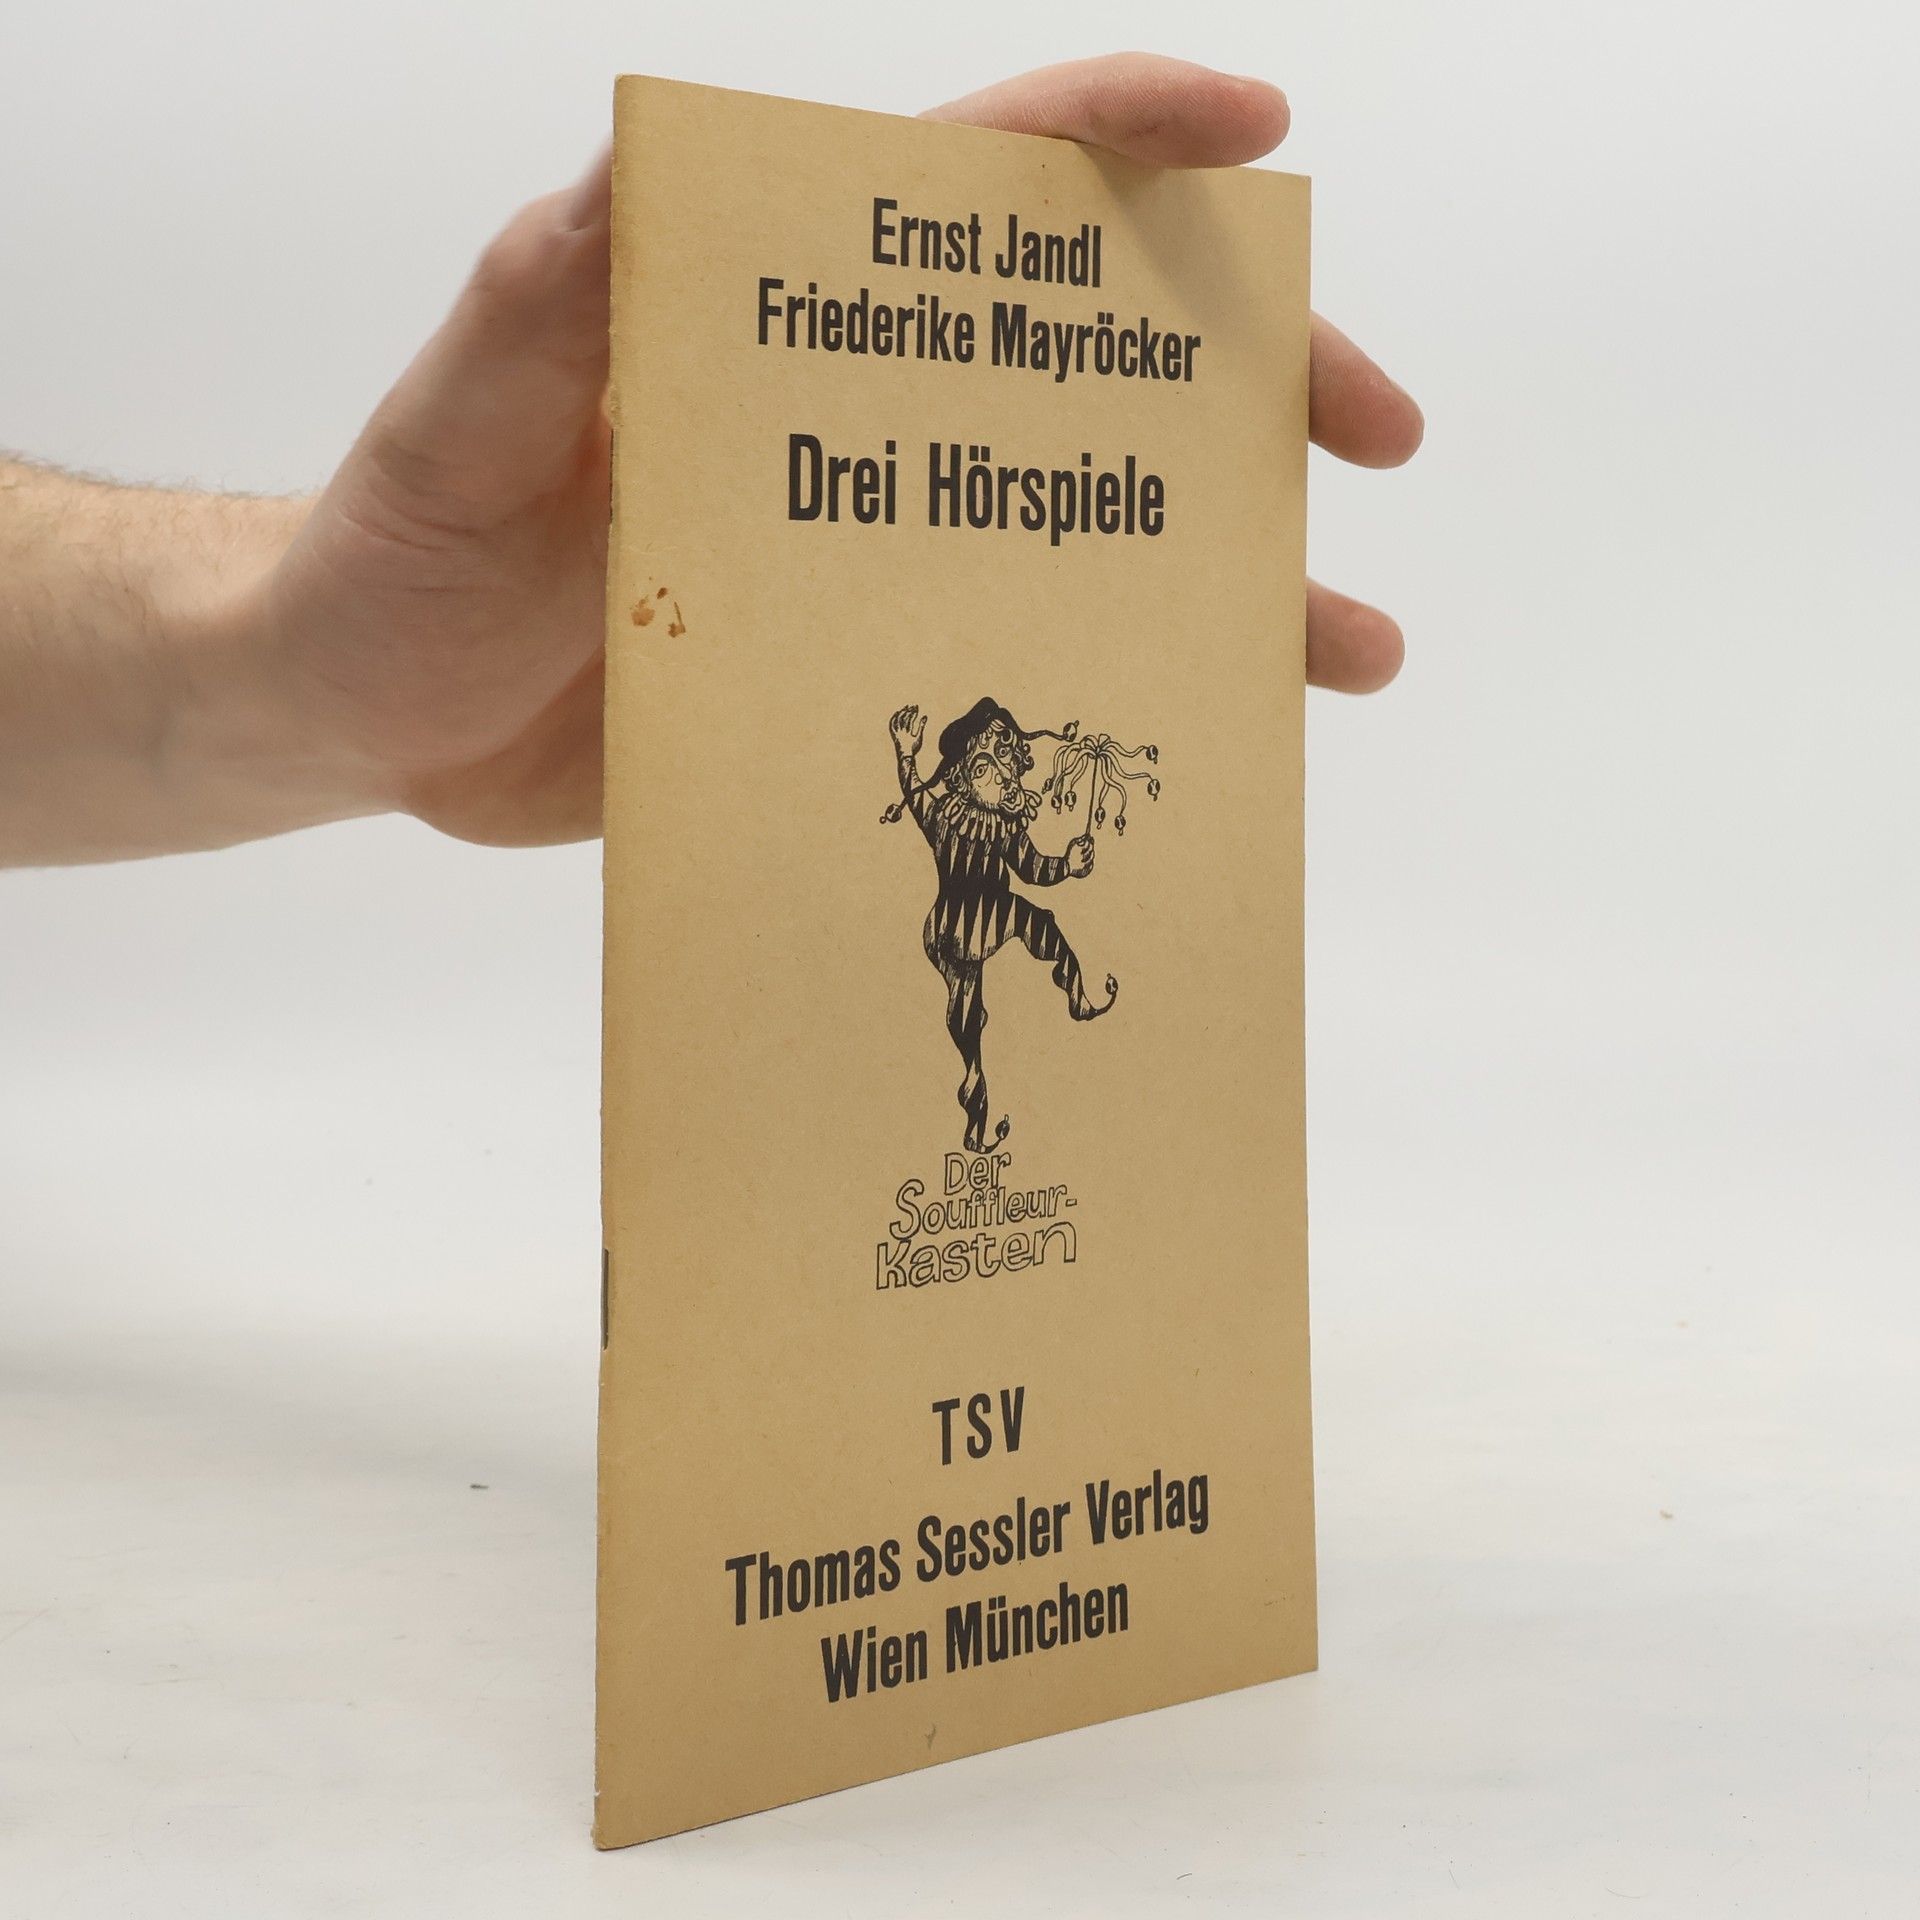 Ernst Jandl
Friederike Mayröcker
Drei Hörspiele
Der
Souffleur-
Kasten
TSV
Thomas Sessler Verlag
Wien München